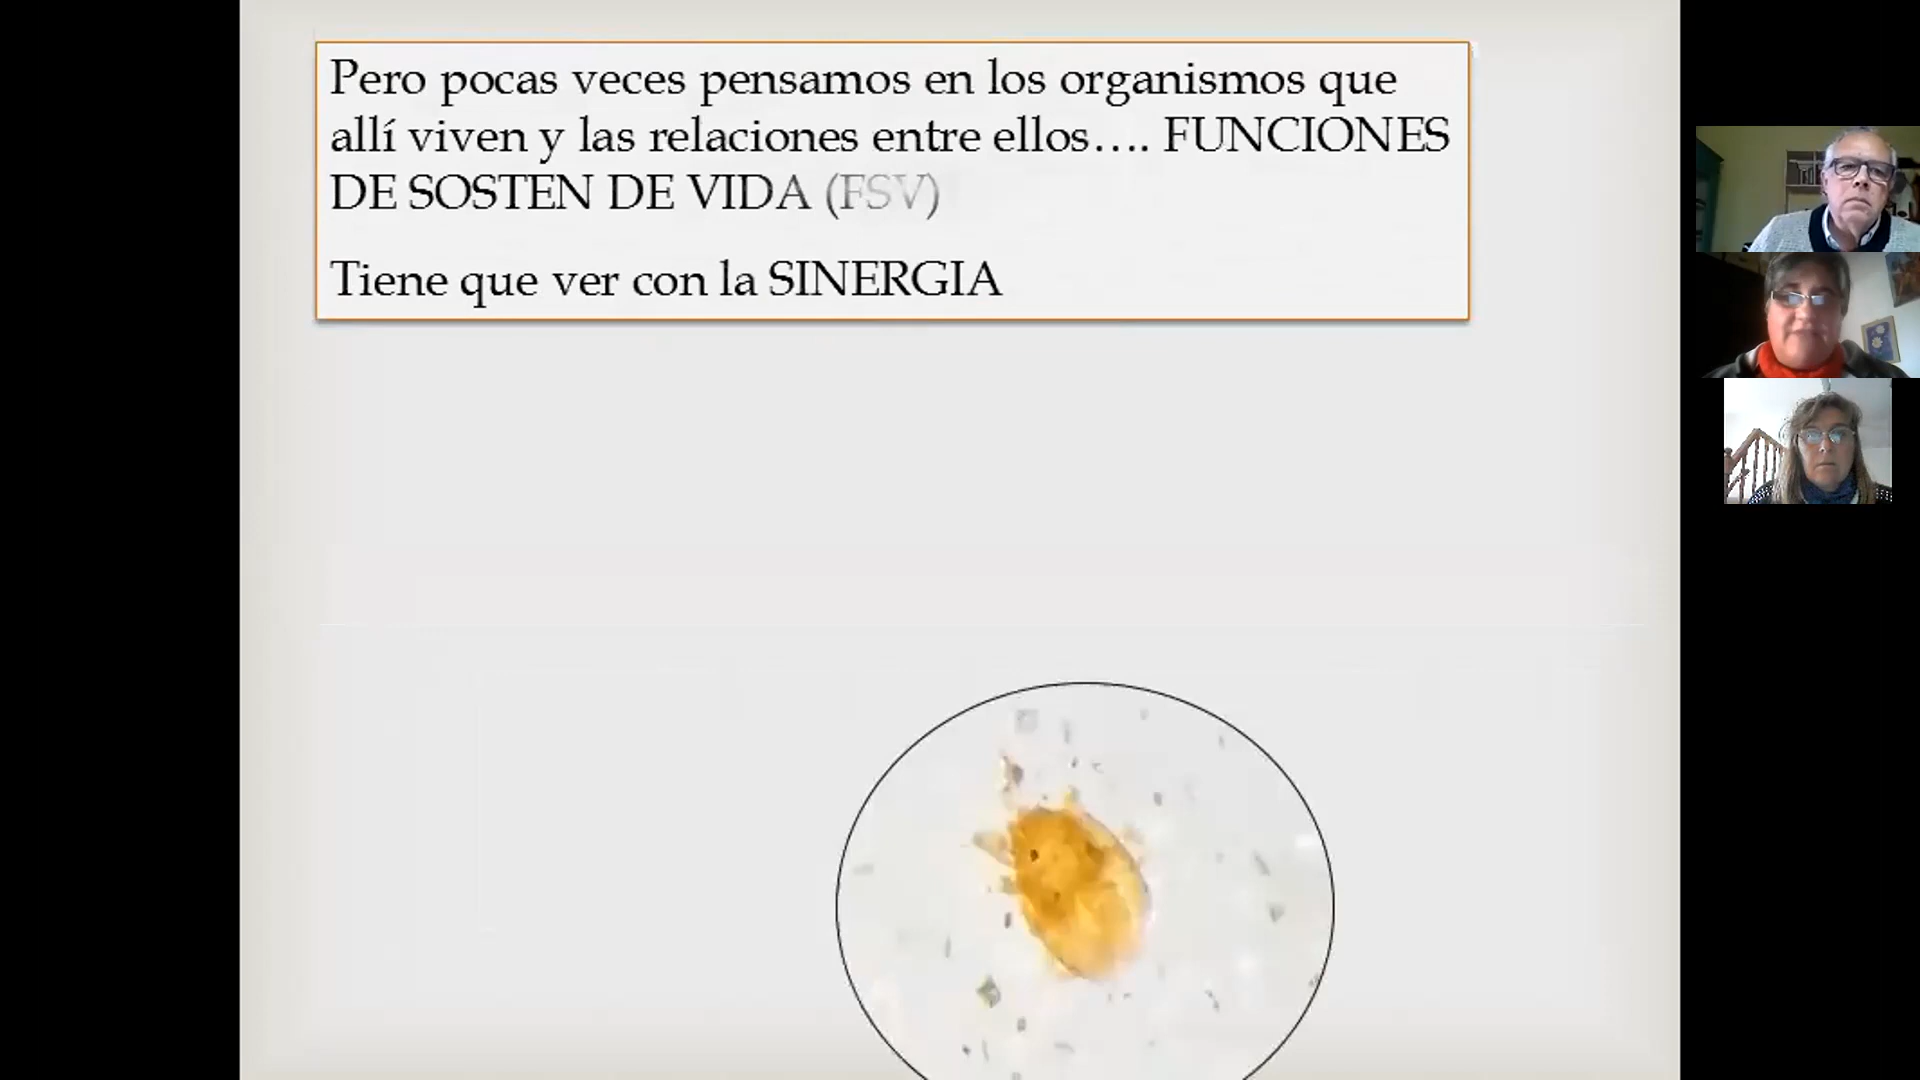 Pero pocas veces pensamos en los organismos que
allí viven y las relaciones entre ellos…. FUNCIONES
DE SOSTEN DE VIDA (FSV)
Tiene que ver con la SINERGIA